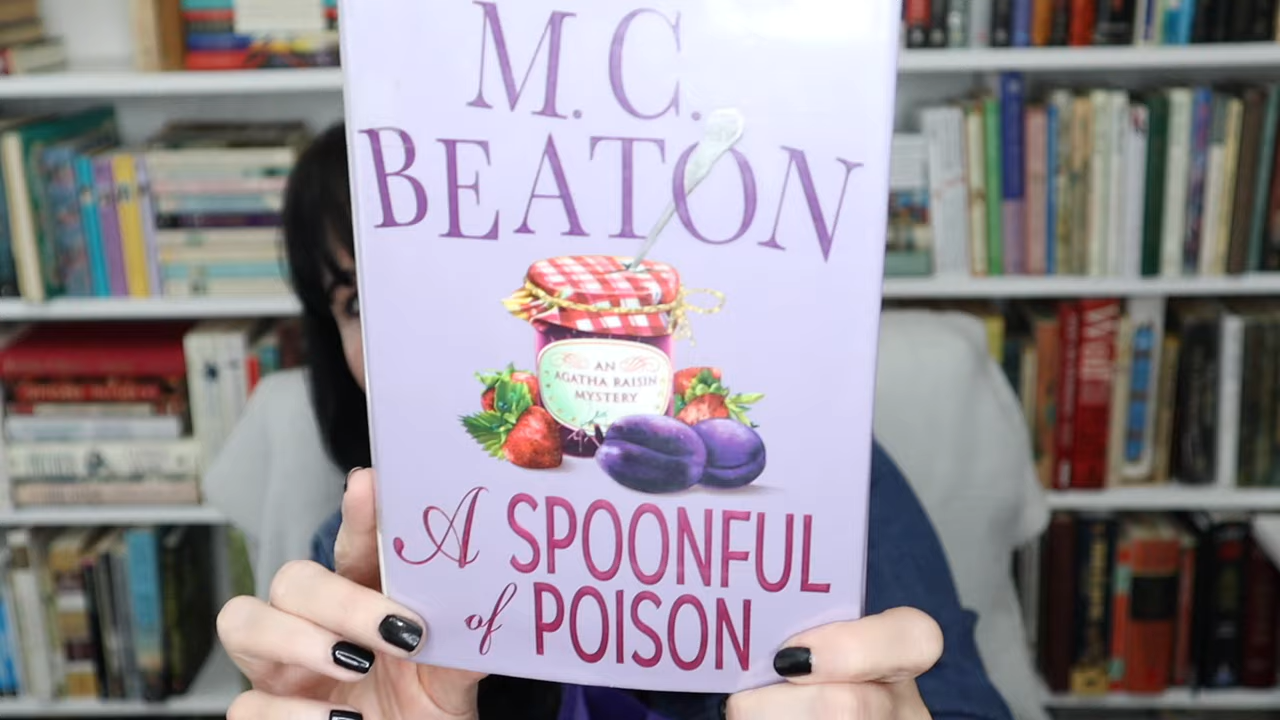 M. C.
BEATON
AN
AGATHA RAISIN
MYSTERY
A SPOONFUL
of POISON